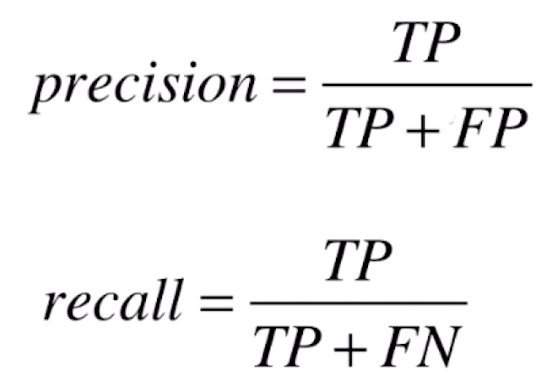 precision = TP / TP + FP
recall = TP / TP + FN